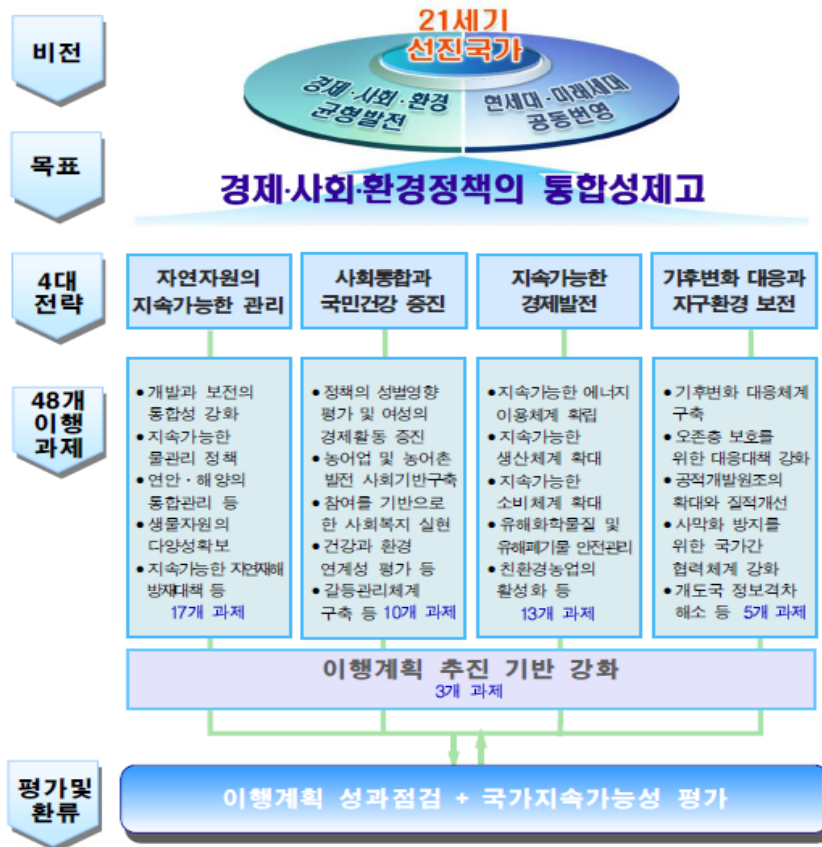 비전
21세기
선진국가
경제·사회·환경
균형발전
현세대·미래세대
공동번영
목표
경제·사회·환경정책의 통합성제고
4대
전략
자연자원의
지속가능한 관리
사회통합과
국민건강 증진
지속가능한
경제발전
기후변화 대응과
지구환경 보전
48개
이행
과제
• 개발과 보전의
통합성 강화
• 지속가능한
물관리 정책
• 연안·해양의
통합관리 등
• 생물자원의
다양성확보
• 지속가능한 자연재해
방재대책 등
17개 과제
• 정책의 성별영향
평가 및 여성의
경제활동 증진
• 농어업 및 농어촌
발전 사회기반구축
• 참여를 기반으로
한 사회복지 실현
• 건강과 환경
연계성 평가 등
• 갈등관리체계
구축 등 10개 과제
• 지속가능한 에너지
이용체계 확립
• 지속가능한
생산체계 확대
• 지속가능한
소비체계 확대
• 유해화학물질 및
유해폐기물 안전관리
• 친환경농업의
활성화 등
13개 과제
• 기후변화 대응체계
구축
• 오존층 보호를
위한 대응대책 강화
• 공적개발원조의
확대와 질적개선
• 사막화 방지를
위한 국가간
협력체계 강화
• 개도국 정보격차
해소 등 5개 과제
이행계획 추진 기반 강화
3개 과제
평가및
환류
이행계획 성과점검 + 국가지속가능성 평가